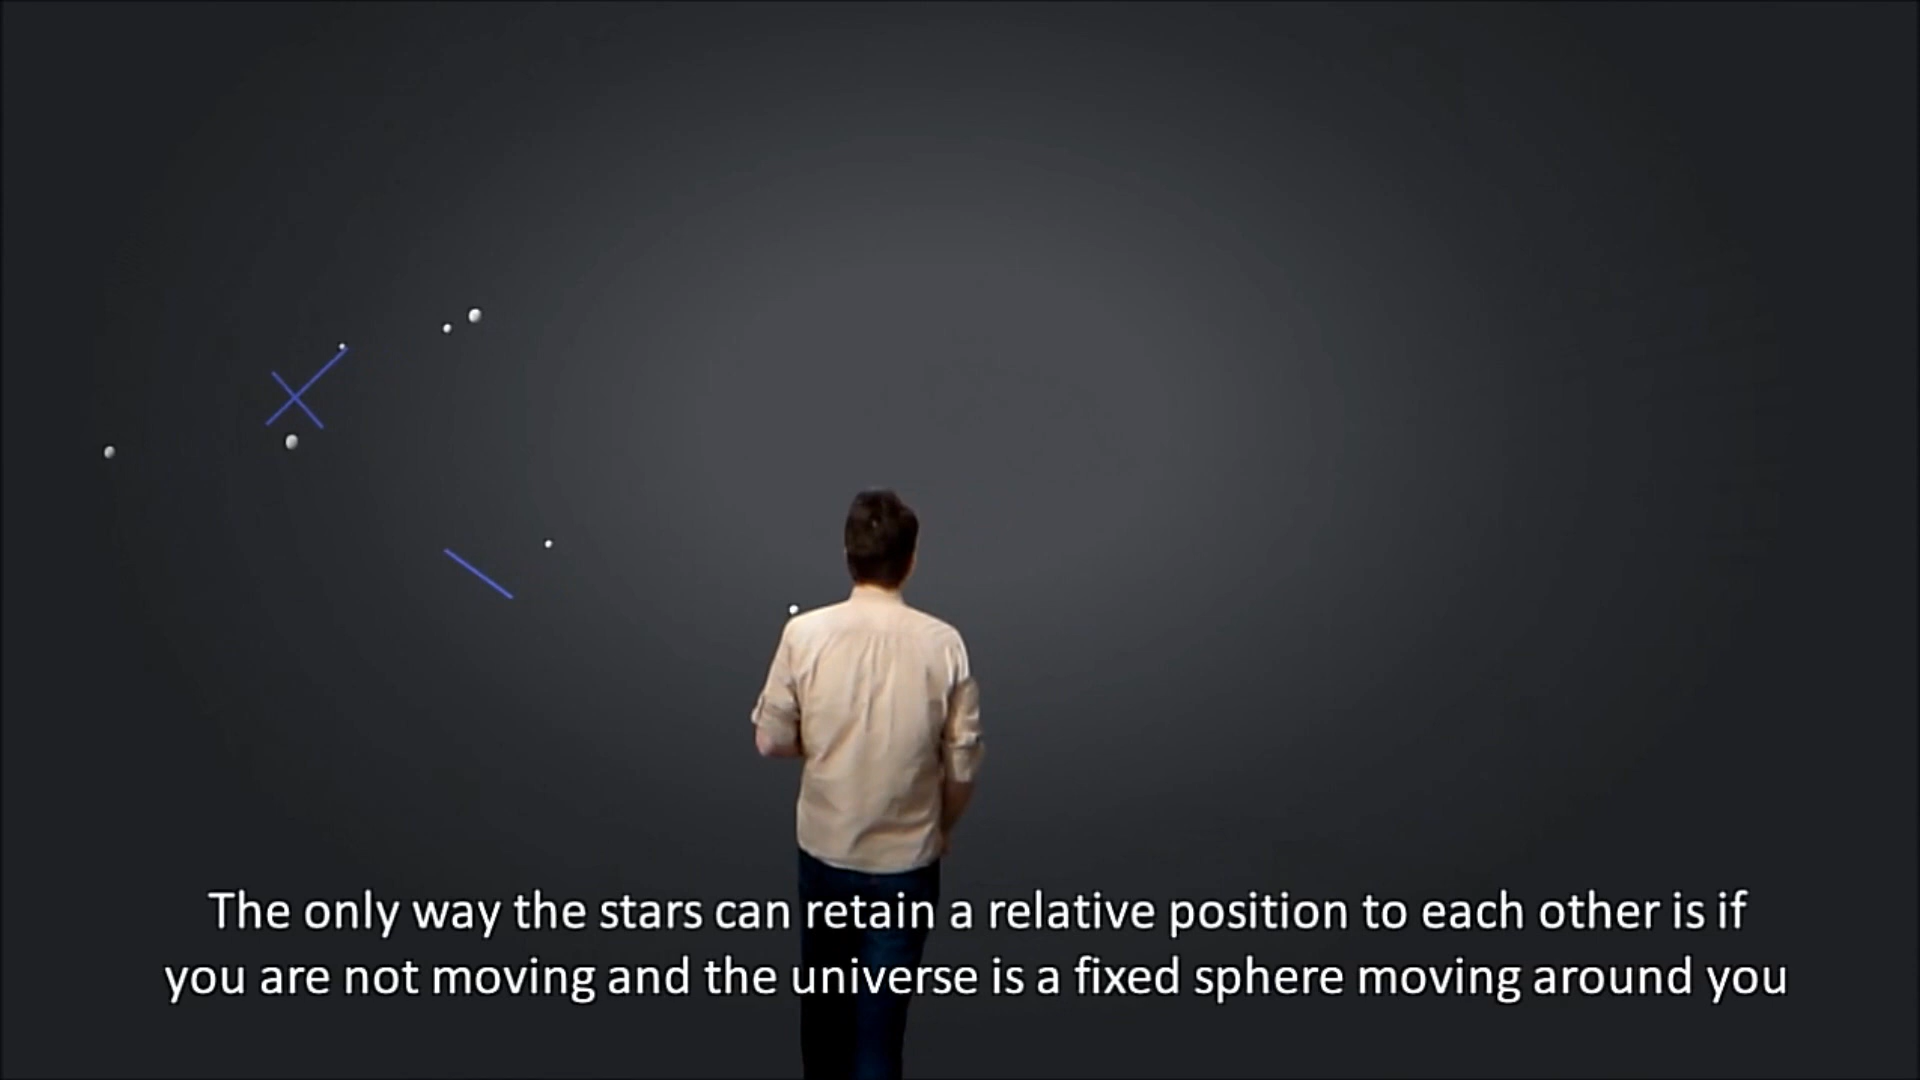 The only way the stars can retain a relative position to each other is if
you are not moving and the universe is a fixed sphere moving around you